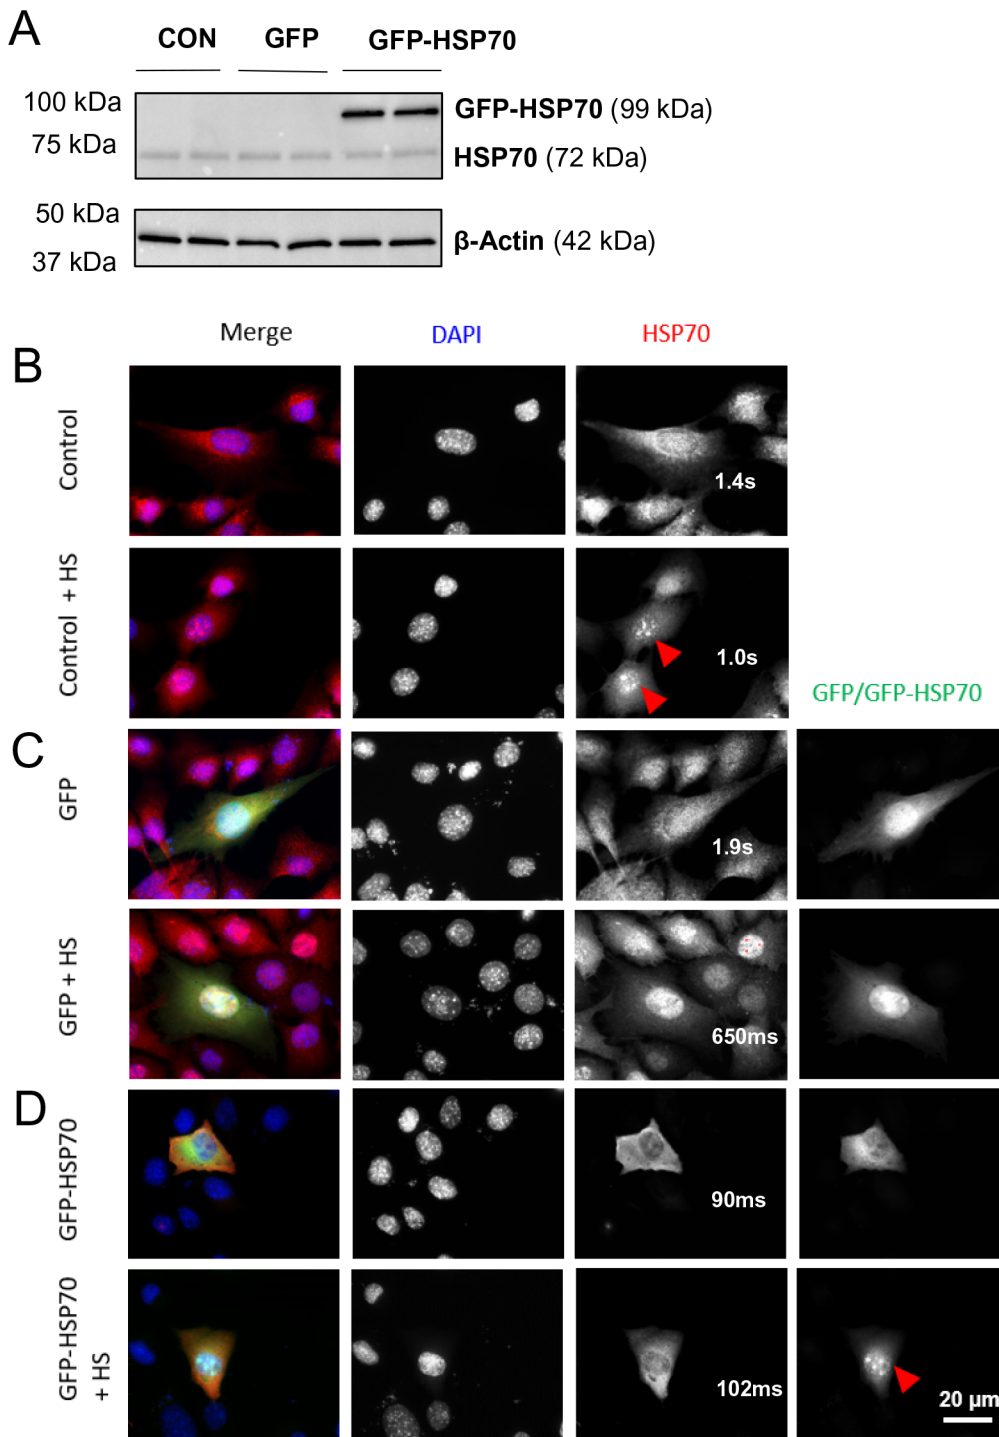 A
CON GFP GFP-HSP70
100 kDa
GFP-HSP70 (99 kDa)
75 kDa
HSP70 (72 kDa)
50 kDa
β-Actin (42 kDa)
37 kDa
Merge DAPI HSP70
B
Control
1.4s
Control + HS
1.0s
GFP/GFP-HSP70
C
GFP
1.9s
GFP + HS
650ms
D
GFP-HSP70
90ms
GFP-HSP70
+ HS
102ms
20 µm